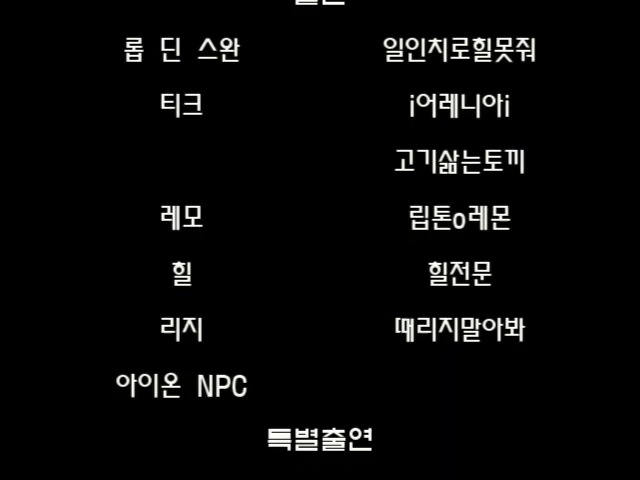 롭 딘 스완 일인치로힐못줘
티크 i어레니아i
고기삶는토끼
레모 립톤o레몬
힐 힐전문
리지 때리지말아봐
아이온 NPC
특별출연